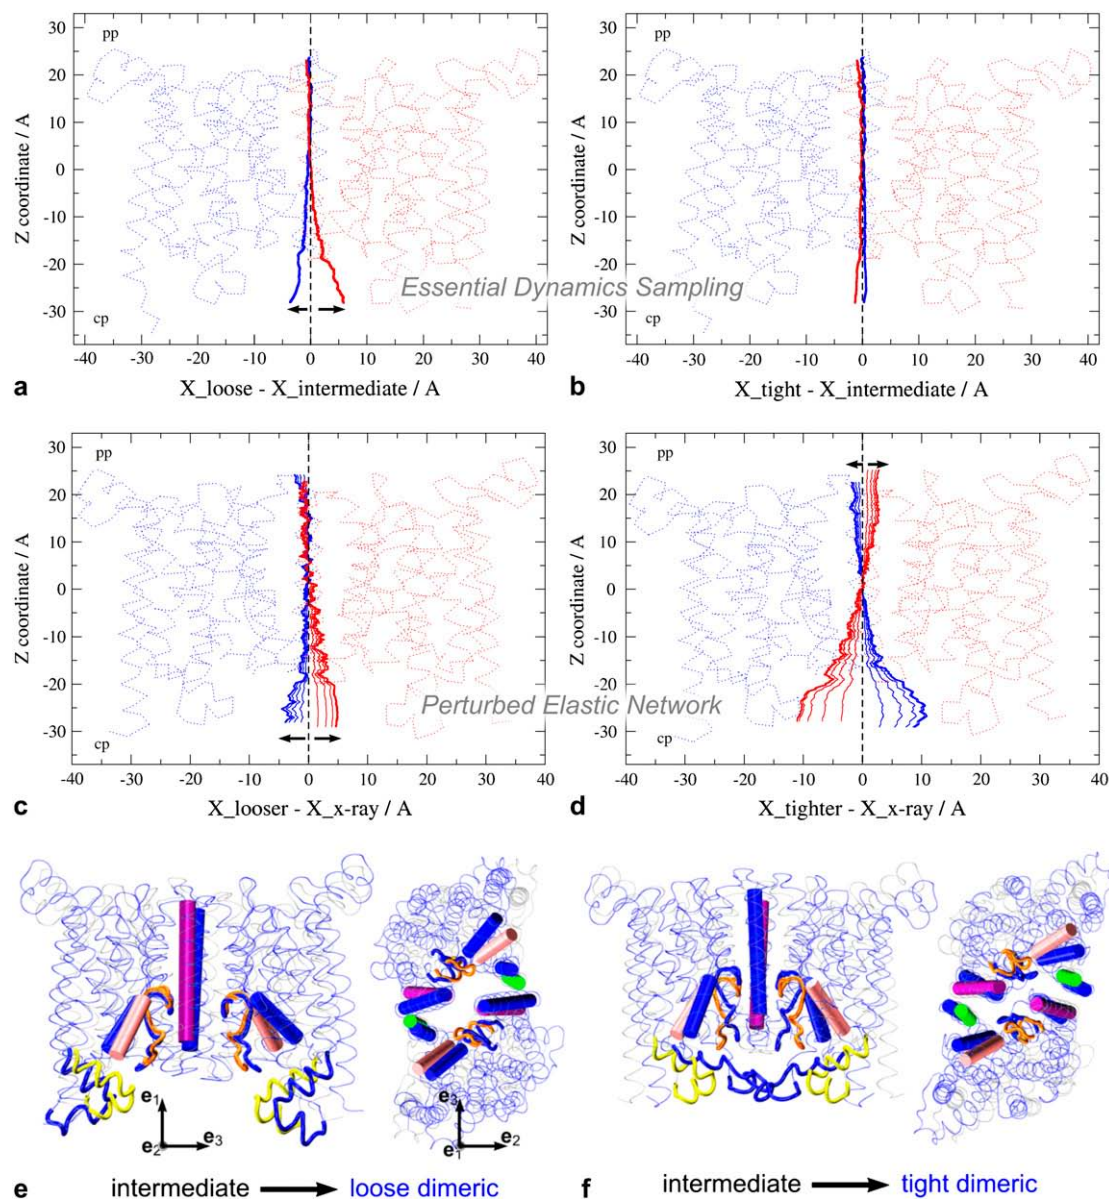 30
20
10
0
-10
-20
-30
pp
cp
Z coordinate / A
-40 -30 -20 -10 0 10 20 30 40
a
X_loose - X_intermediate / A
30
20
10
0
-10
-20
-30
pp
cp
Z coordinate / A
-40 -30 -20 -10 0 10 20 30 40
b
X_tight - X_intermediate / A
Essential Dynamics Sampling
30
20
10
0
-10
-20
-30
pp
cp
Z coordinate / A
-40 -30 -20 -10 0 10 20 30 40
c
X_looser - X_x-ray / A
30
20
10
0
-10
-20
-30
pp
cp
Z coordinate / A
-40 -30 -20 -10 0 10 20 30 40
d
X_tighter - X_x-ray / A
Perturbed Elastic Network
e1
e2
e3
e3
e1
e2
e
intermediate loose dimeric
f
intermediate tight dimeric